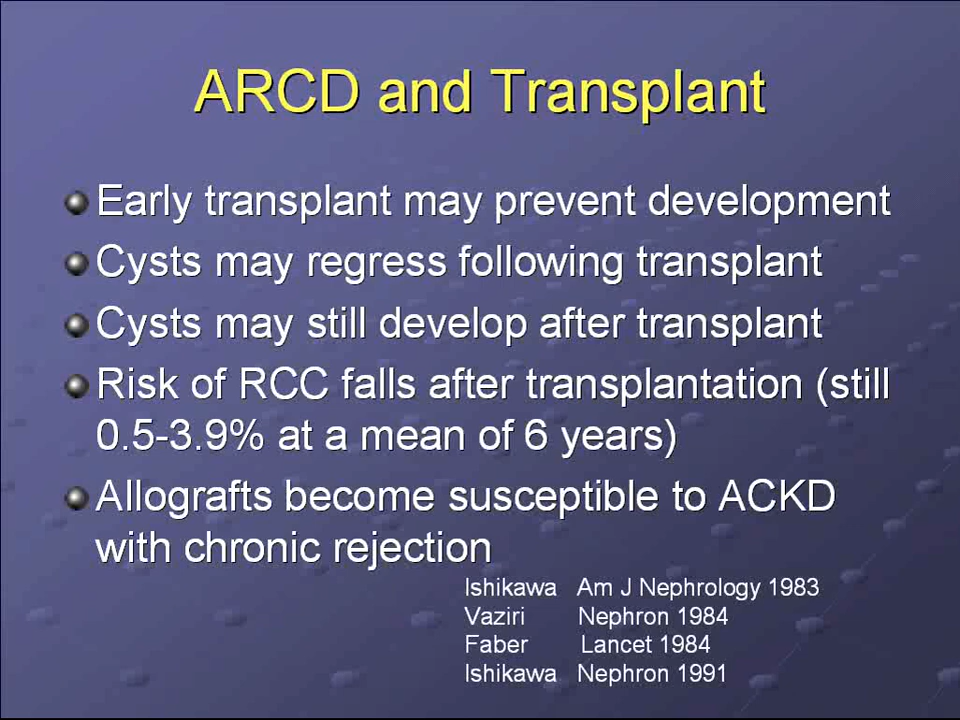 ARCD and Transplant
Early transplant may prevent development
Cysts may regress following transplant
Cysts may still develop after transplant
Risk of RCC falls after transplantation (still
0.5-3.9% at a mean of 6 years)
Allografts become susceptible to ACKD
with chronic rejection
Ishikawa Am J Nephrology 1983
Vaziri Nephron 1984
Faber Lancet 1984
Ishikawa Nephron 1991